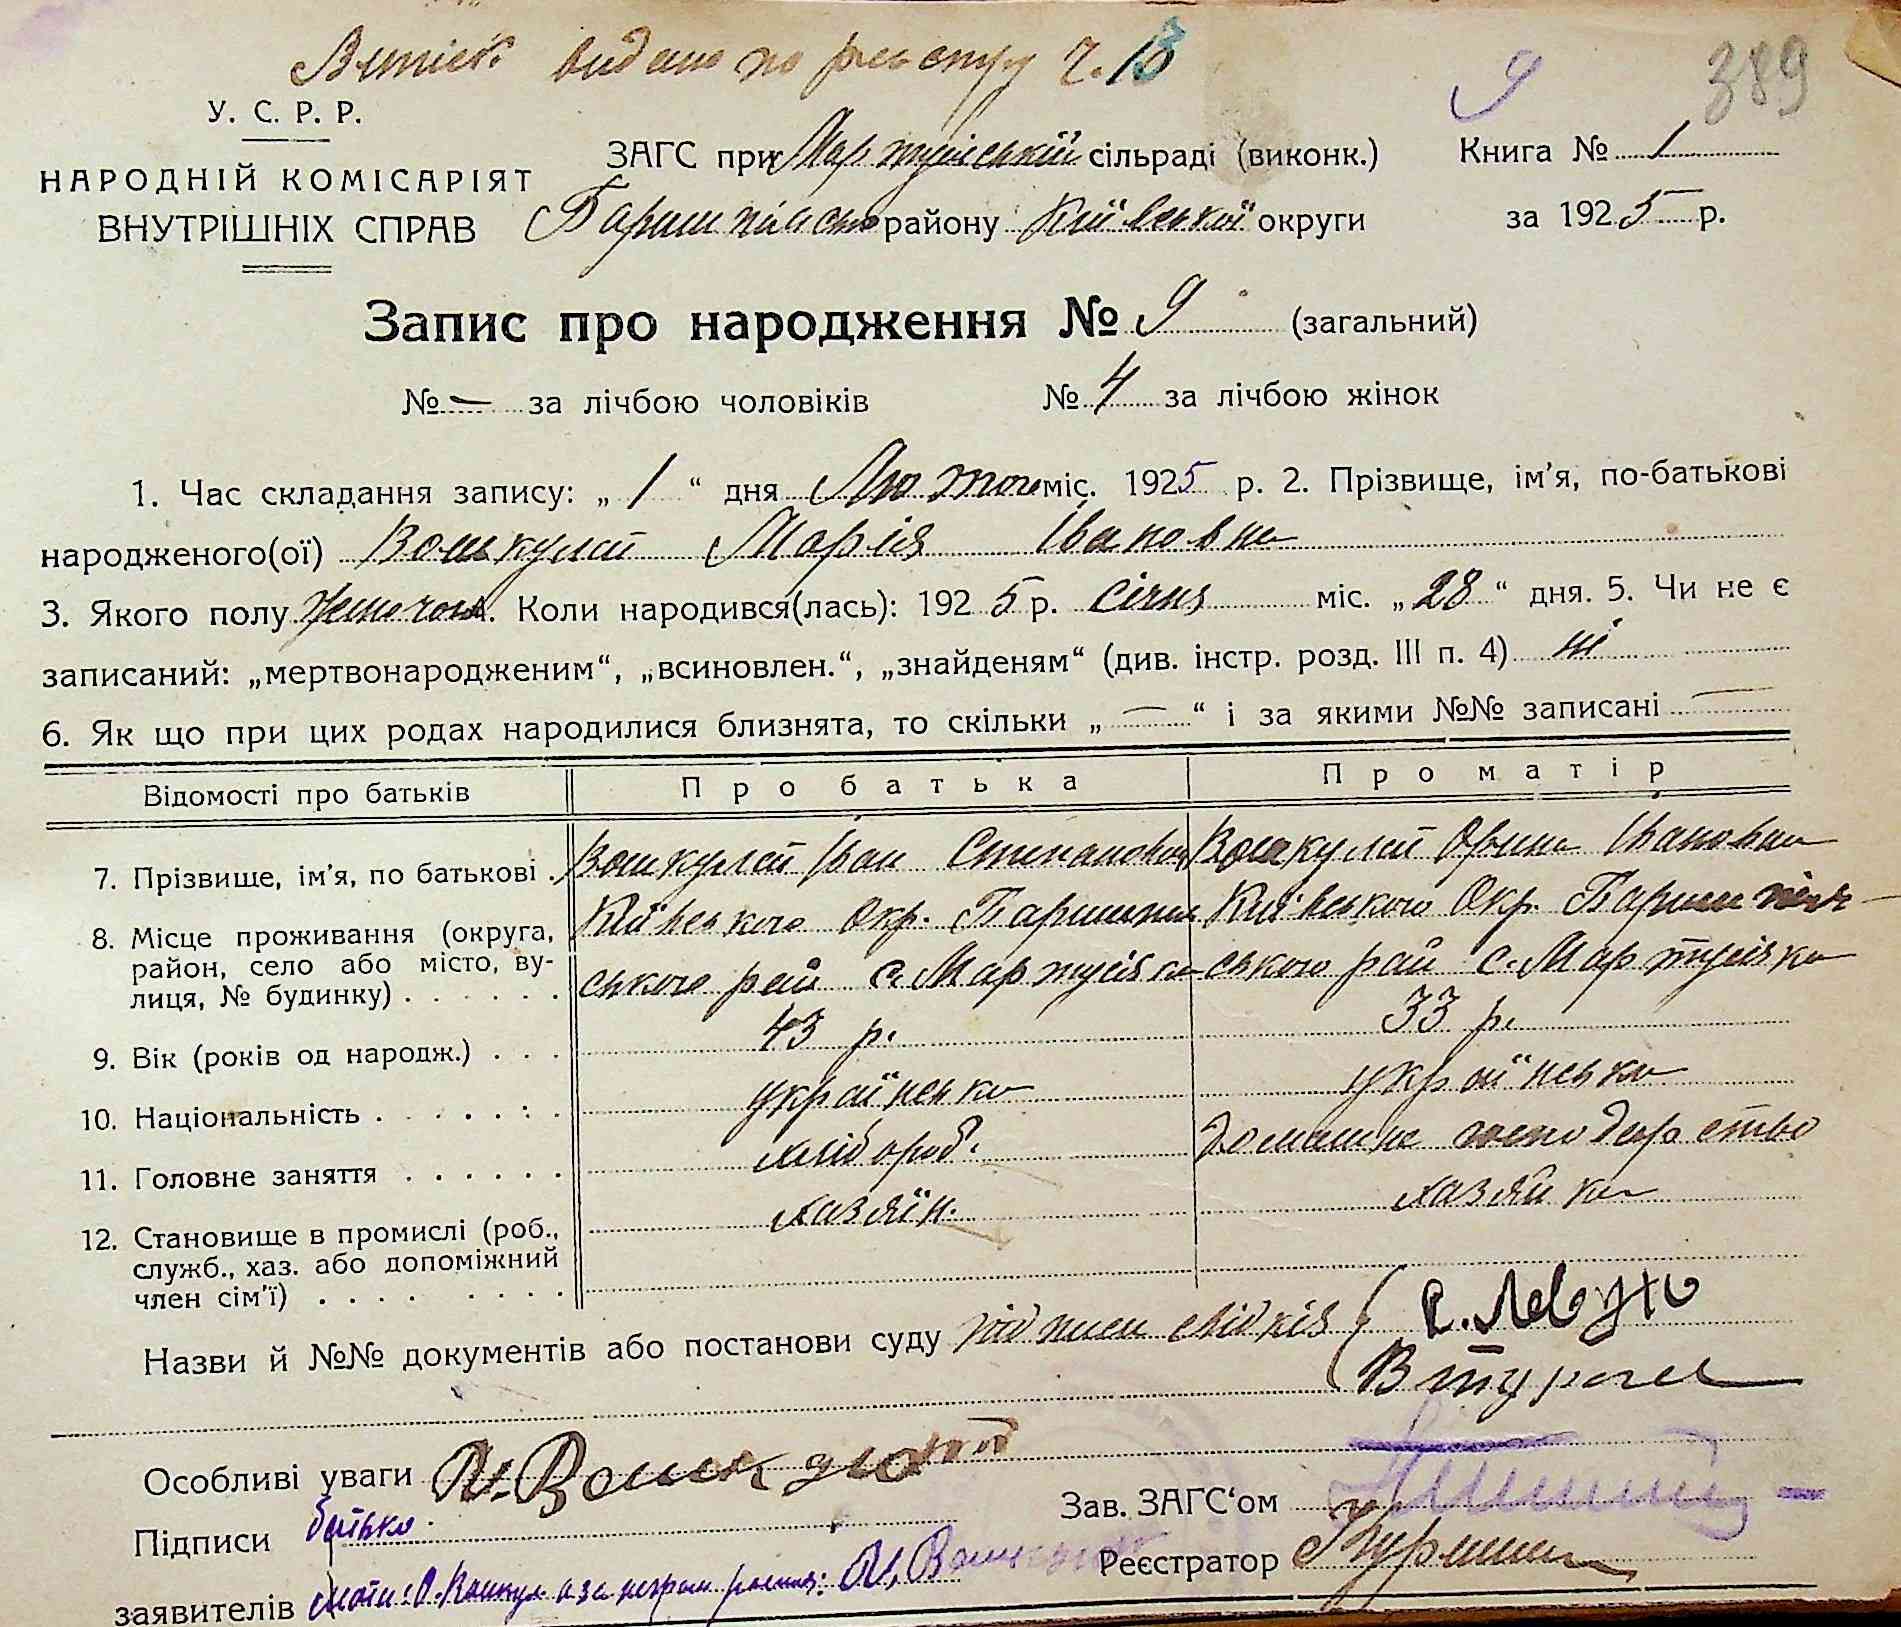 Витяг видано по реєстру Ч. 13
9 389
У. С. Р. Р.
НАРОДНІЙ КОМІСАРІЯТ
ВНУТРІШНІХ СПРАВ
ЗАГС при Мартусівській сільраді (виконк.) Книга № 1
району Київської округи за 1925 р.
Запис про народження № 9 (загальний)
№ — за лічбою чоловіків № 4 за лічбою жінок
1. Час складання запису: „ 1 “ дня Лютого міс. 1925 р. 2. Прізвище, ім'я, по-батькові
народженого(ої) Вошкулат Марія Івановна
3. Якого полу Коли народився(лась): 1925 р. січня міс. „28“ дня. 5. Чи не є
записаний: „мертвонародженим“, „всиновлен.“, „знайденям“ (див. інстр. розд. III п. 4) ні
6. Як що при цих родах народилися близнята, то скільки „ — “ і за якими №№ записані —
Відомості про батьків Про батька Про матір
7. Прізвище, ім'я, по батькові . Вошкулат Іван Степанович Вошкулат Орина Івановна
8. Місце проживання (округа, Київського Окр. Київського Окр.
район, село або місто, ву- ського рай с. Мартусівка ського рай с. Мартусівка
лиця, № будинку) . . . . . .
9. Вік (років од народж.) . . . 43 р. 33 р.
10. Національність . . . . . . . українська українська
11. Головне заняття . . . . . . хлібороб. домашнє господарство
12. Становище в промислі (роб., хазяїн. хазяйка
служб., хаз. або допоміжний
член сім'ї) . . . . . . . .
Назви й №№ документів або постанови суду підписи свідків
Особливі уваги
Підписи батько Зав. ЗАГС'ом
заявителів Реєстратор